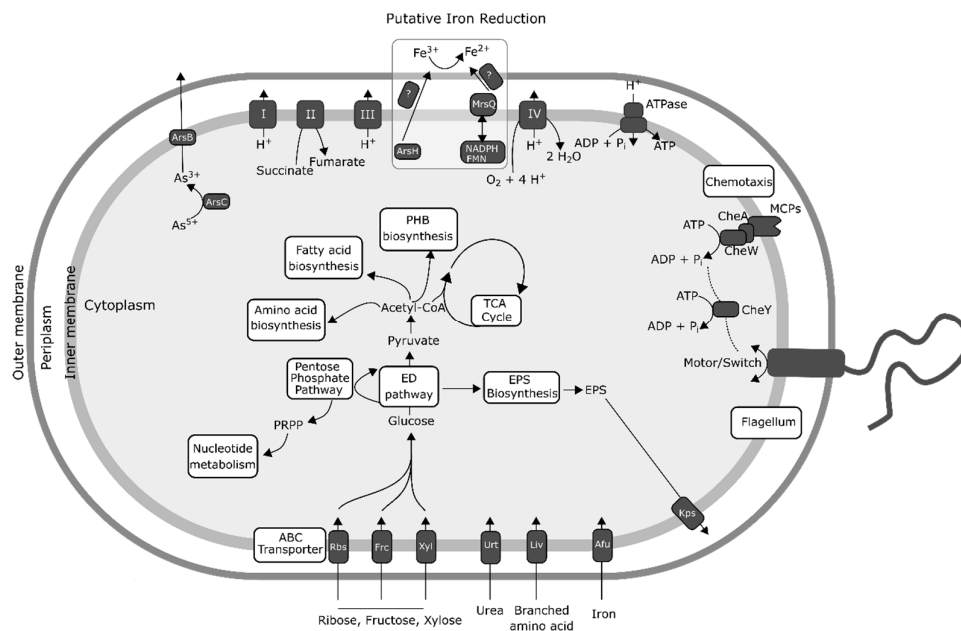 Putative Iron Reduction
Fe3+
Fe2+
?
?
MrsQ
ArsH
NADPH
FMN
ArsB
As3+
ArsC
As5+
I
H+
II
Succinate
Fumarate
III
H+
IV
H+
O2 + 4 H+
2 H2O
H+
ATPase
ADP + Pi
ATP
Chemotaxis
MCPs
CheA
CheW
ATP
ADP + Pi
ATP
CheY
ADP + Pi
Motor/Switch
Flagellum
Outer membrane
Periplasm
Inner membrane
Cytoplasm
PHB
biosynthesis
Fatty acid
biosynthesis
Amino acid
biosynthesis
Acetyl-CoA
TCA
Cycle
Pyruvate
Pentose
Phosphate
Pathway
ED
pathway
EPS
Biosynthesis
EPS
Glucose
PRPP
Nucleotide
metabolism
Kps
ABC
Transporter
Rbs
Frc
Xyl
Urt
Liv
Afu
Ribose, Fructose, Xylose
Urea
Branched
amino acid
Iron